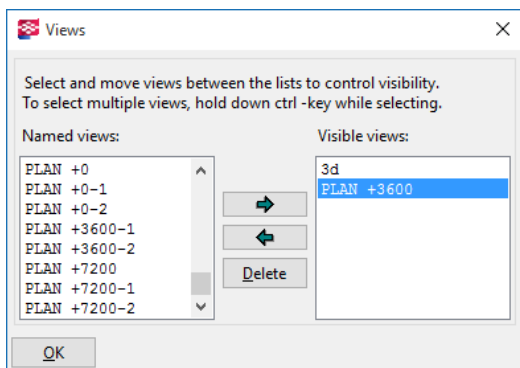 Views
Select and move views between the lists to control visibility.
To select multiple views, hold down ctrl -key while selecting.
Named views:
Visible views:
PLAN +0
PLAN +0-1
PLAN +0-2
PLAN +3600-1
PLAN +3600-2
PLAN +7200
PLAN +7200-1
PLAN +7200-2
3d
PLAN +3600
Delete
OK